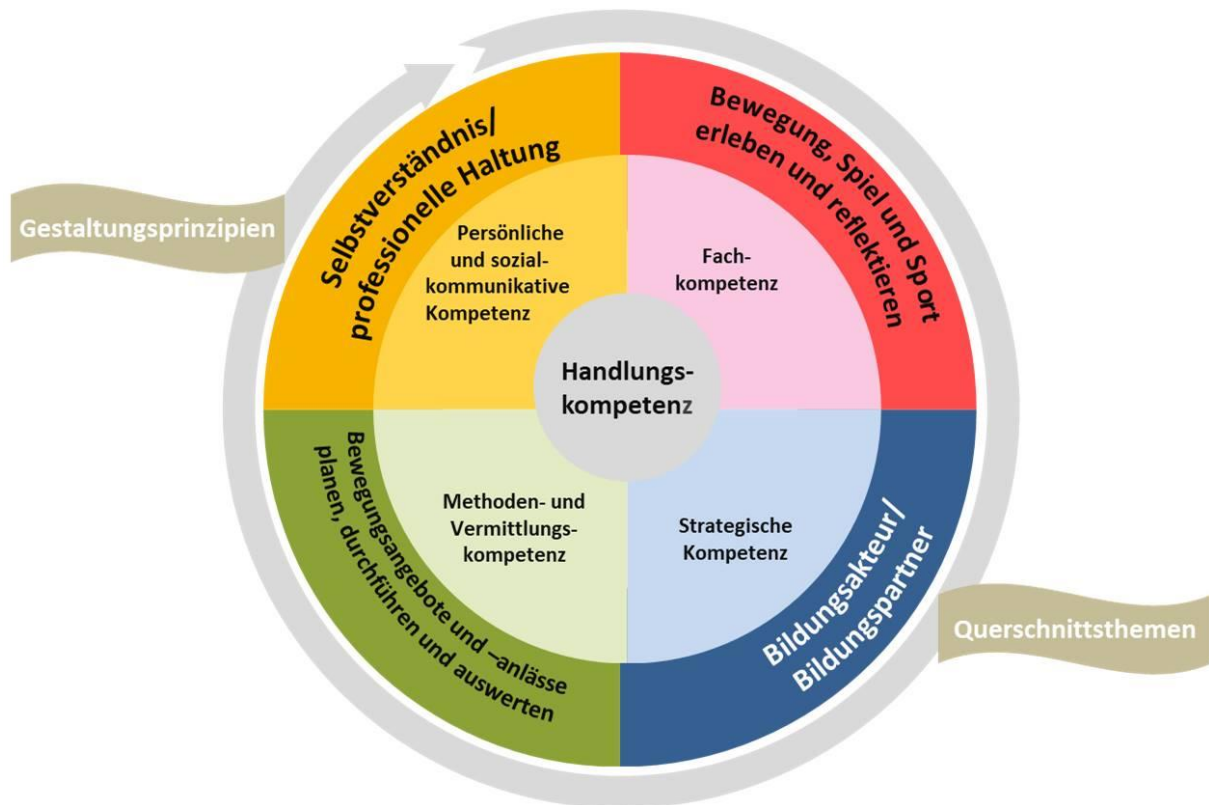 Selbstverständnis/
professionelle Haltung
Bewegung, Spiel und Sport
erleben und reflektieren
Gestaltungsprinzipien
Persönliche
und sozial-
kommunikative
Kompetenz
Fach-
kompetenz
Handlungs-
kompetenz
Methoden- und
Vermittlungs-
kompetenz
Strategische
Kompetenz
Bewegungsangebote und –anlässe
planen, durchführen und auswerten
Bildungsakteur/
Bildungspartner
Querschnittsthemen